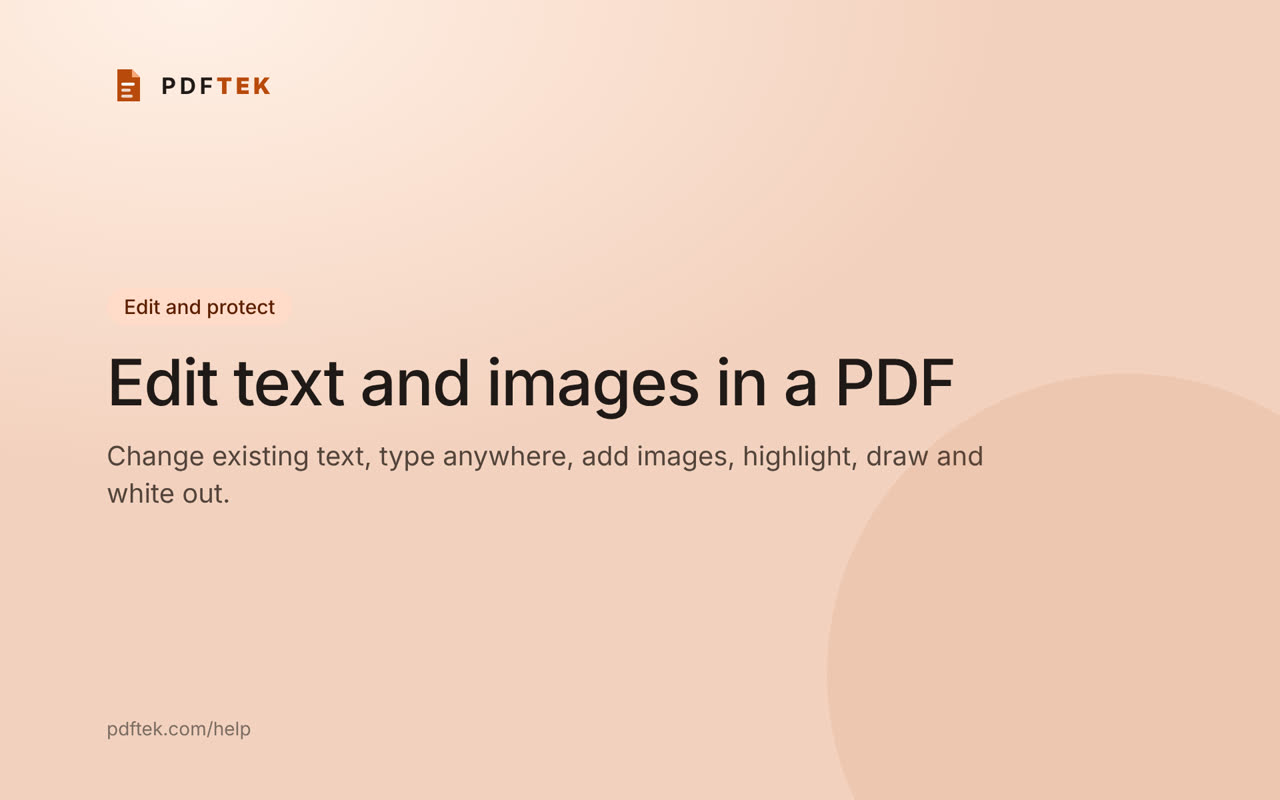 PDFTEK
Edit and protect
Edit text and images in a PDF
Change existing text, type anywhere, add images, highlight, draw and
white out.
pdftek.com/help